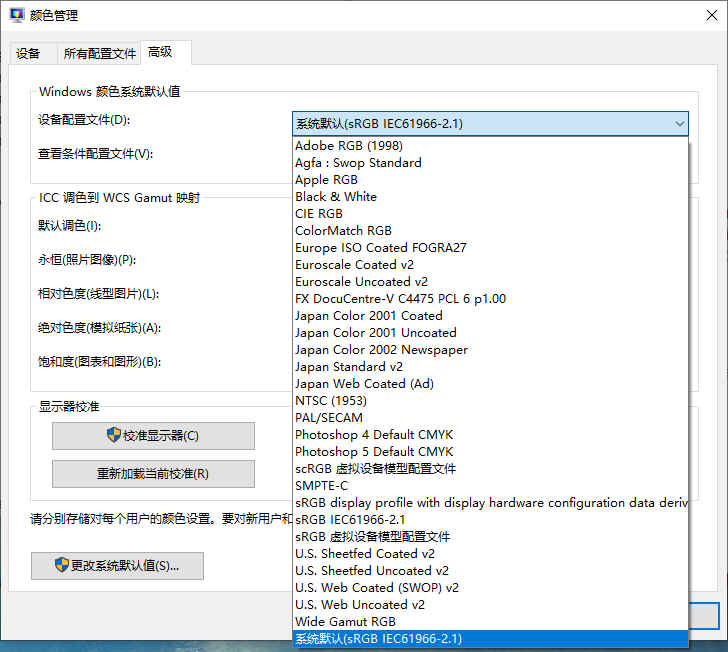 颜色管理
设备
所有配置文件
高级
Windows 颜色系统默认值
设备配置文件(D):
系统默认(sRGB IEC61966-2.1)
查看条件配置文件(V):
ICC 调色到 WCS Gamut 映射
默认调色(I):
永恒(照片图像)(P):
相对色度(线型图片)(L):
绝对色度(模拟纸张)(A):
饱和度(图表和图形)(B):
显示器校准
校准显示器(C)
重新加载当前校准(R)
请分别存储对每个用户的颜色设置。要对新用户和
更改系统默认值(S)...
Adobe RGB (1998)
Agfa : Swop Standard
Apple RGB
Black & White
CIE RGB
ColorMatch RGB
Europe ISO Coated FOGRA27
Euroscale Coated v2
Euroscale Uncoated v2
FX DocuCentre-V C4475 PCL 6 p1.00
Japan Color 2001 Coated
Japan Color 2001 Uncoated
Japan Color 2002 Newspaper
Japan Standard v2
Japan Web Coated (Ad)
NTSC (1953)
PAL/SECAM
Photoshop 4 Default CMYK
Photoshop 5 Default CMYK
scRGB 虚拟设备模型配置文件
SMPTE-C
sRGB display profile with display hardware configuration data deriv
sRGB IEC61966-2.1
sRGB 虚拟设备模型配置文件
U.S. Sheetfed Coated v2
U.S. Sheetfed Uncoated v2
U.S. Web Coated (SWOP) v2
U.S. Web Uncoated v2
Wide Gamut RGB
系统默认(sRGB IEC61966-2.1)